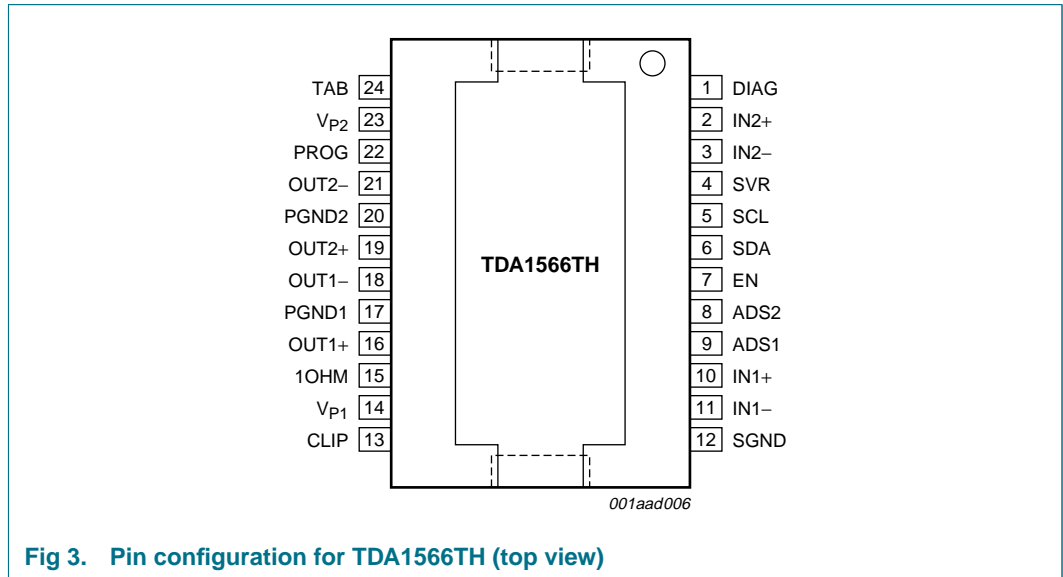 TAB 24 1 DIAG
VP2 23 2 IN2+
PROG 22 3 IN2−
OUT2− 21 4 SVR
PGND2 20 5 SCL
OUT2+ 19 6 SDA
TDA1566TH
OUT1− 18 7 EN
PGND1 17 8 ADS2
OUT1+ 16 9 ADS1
1OHM 15 10 IN1+
VP1 14 11 IN1−
CLIP 13 12 SGND
001aad006
Fig 3. Pin configuration for TDA1566TH (top view)